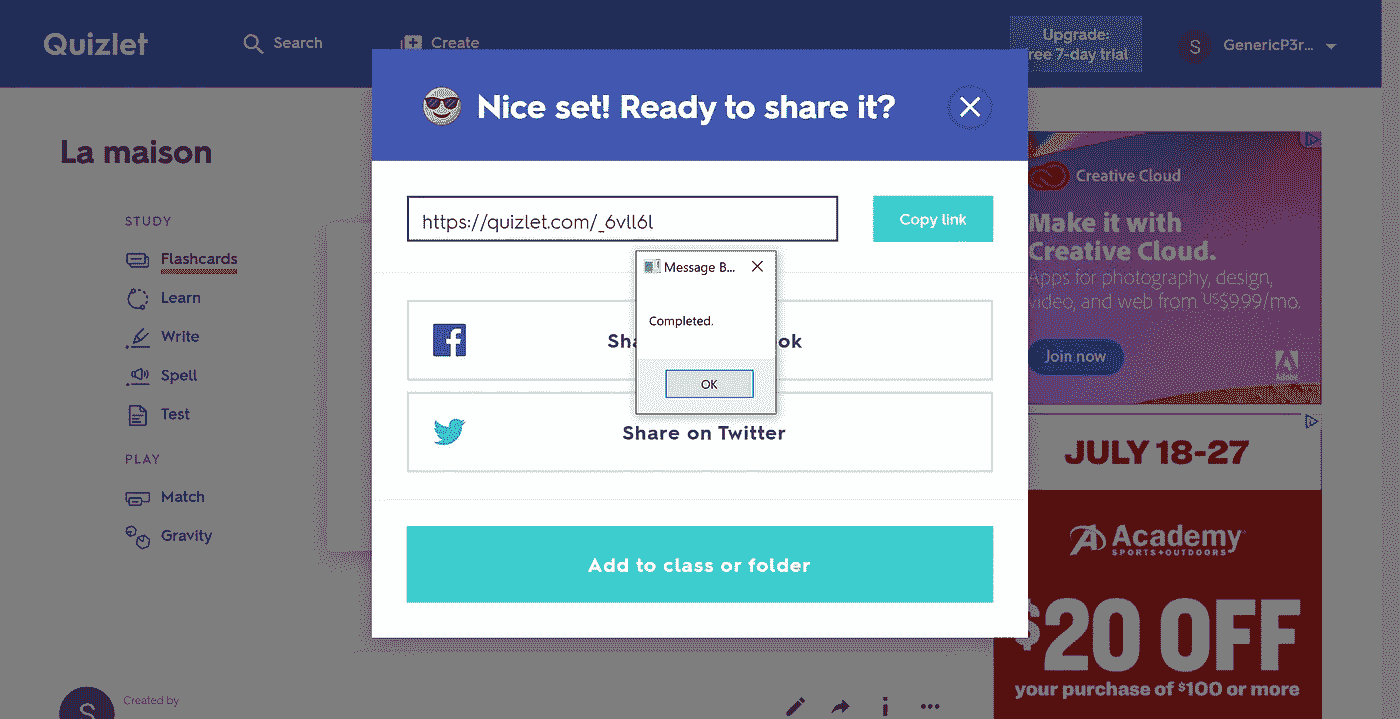 Quizlet
Search
Create
Upgrade:
ree 7-day trial
S
GenericP3r...
Nice set! Ready to share it?
La maison
https://quizlet.com/_6vll6l
Copy link
STUDY
Flashcards
Learn
Write
Spell
Test
PLAY
Match
Gravity
Message B...
Completed.
OK
Sha
ok
Share on Twitter
Add to class or folder
Creative Cloud
Make it with
Creative Cloud.
Apps for photography, design,
video, and web from US$9.99/mo.
Join now
JULY 18-27
Academy
SPORTS+OUTDOORS
$20 OFF
your purchase of $100 or more
S
Created by